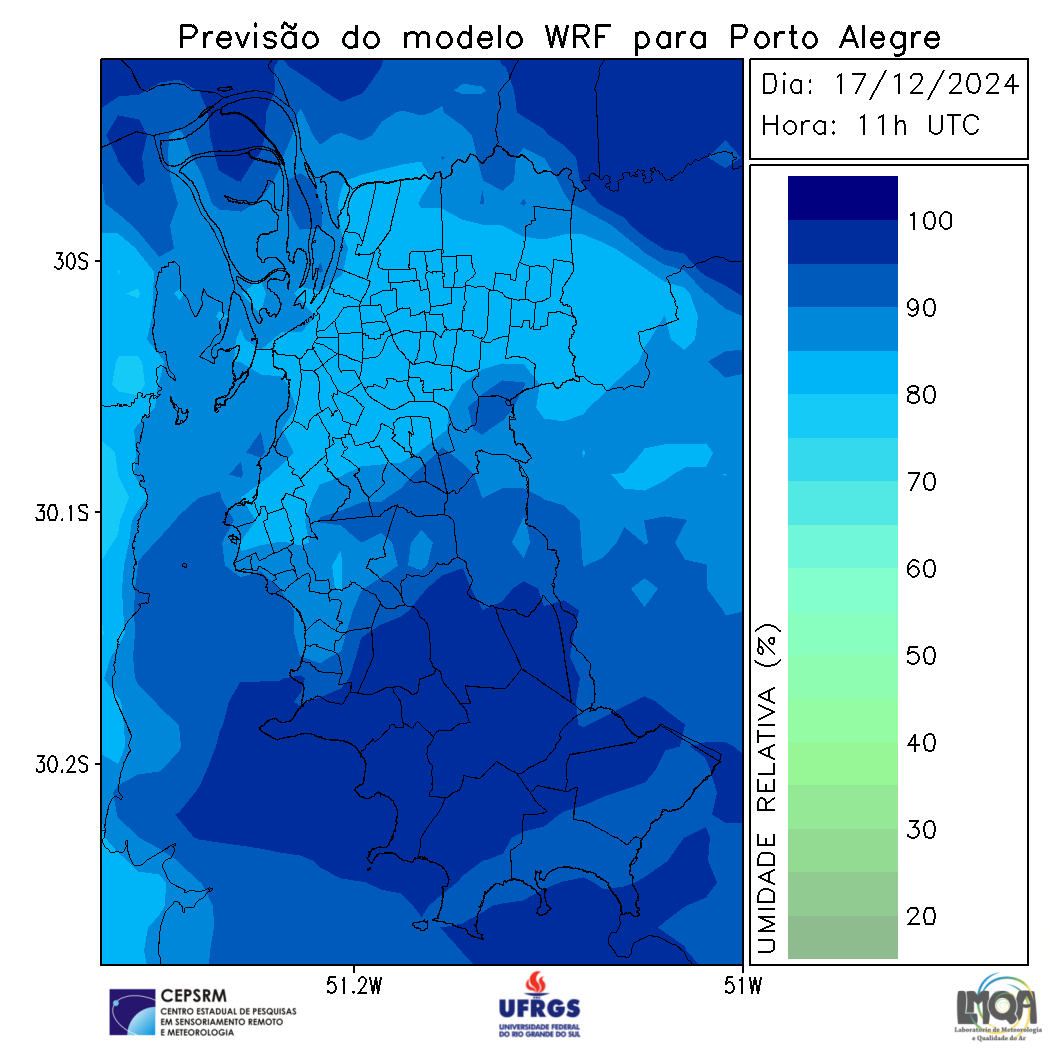 Previsão do modelo WRF para Porto Alegre
Dia: 17/12/2024
Hora: 11h UTC
30S
30.1S
30.2S
51.2W
51W
UMIDADE RELATIVA (%)
100
90
80
70
60
50
40
30
20
CEPSRM
CENTRO ESTADUAL DE PESQUISAS
EM SENSORIAMENTO REMOTO
E METEOROLOGIA
UFRGS
UNIVERSIDADE FEDERAL
DO RIO GRANDE DO SUL
LMQA
Laboratório de Meteorologia
e Qualidade do Ar